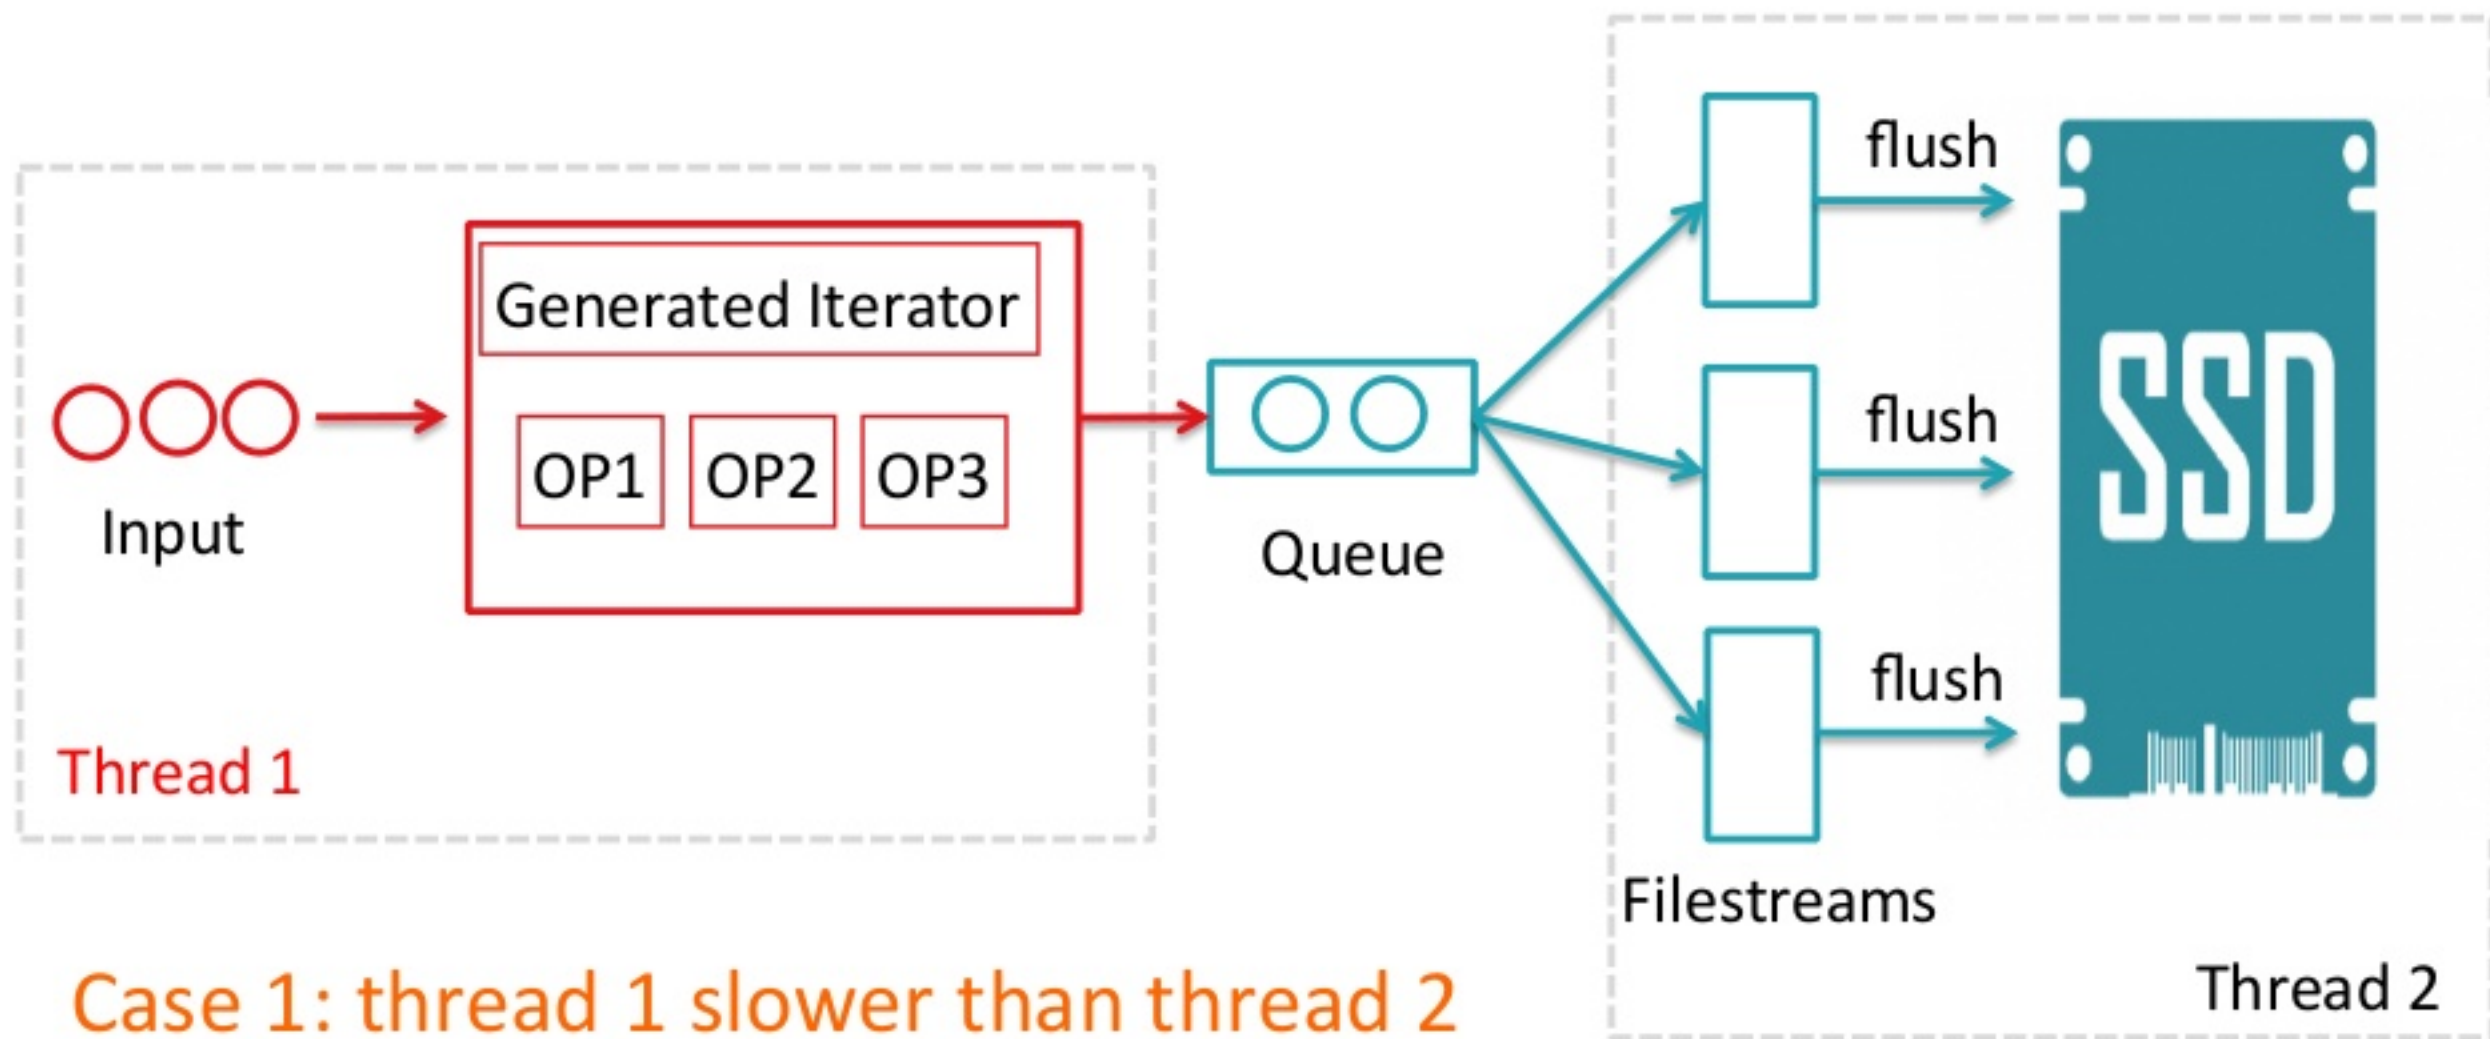 flush
Generated Iterator
SSD
OP1 OP2 OP3
flush
Input
Queue
flush
Thread 1
Filestreams
Thread 2
Case 1: thread 1 slower than thread 2